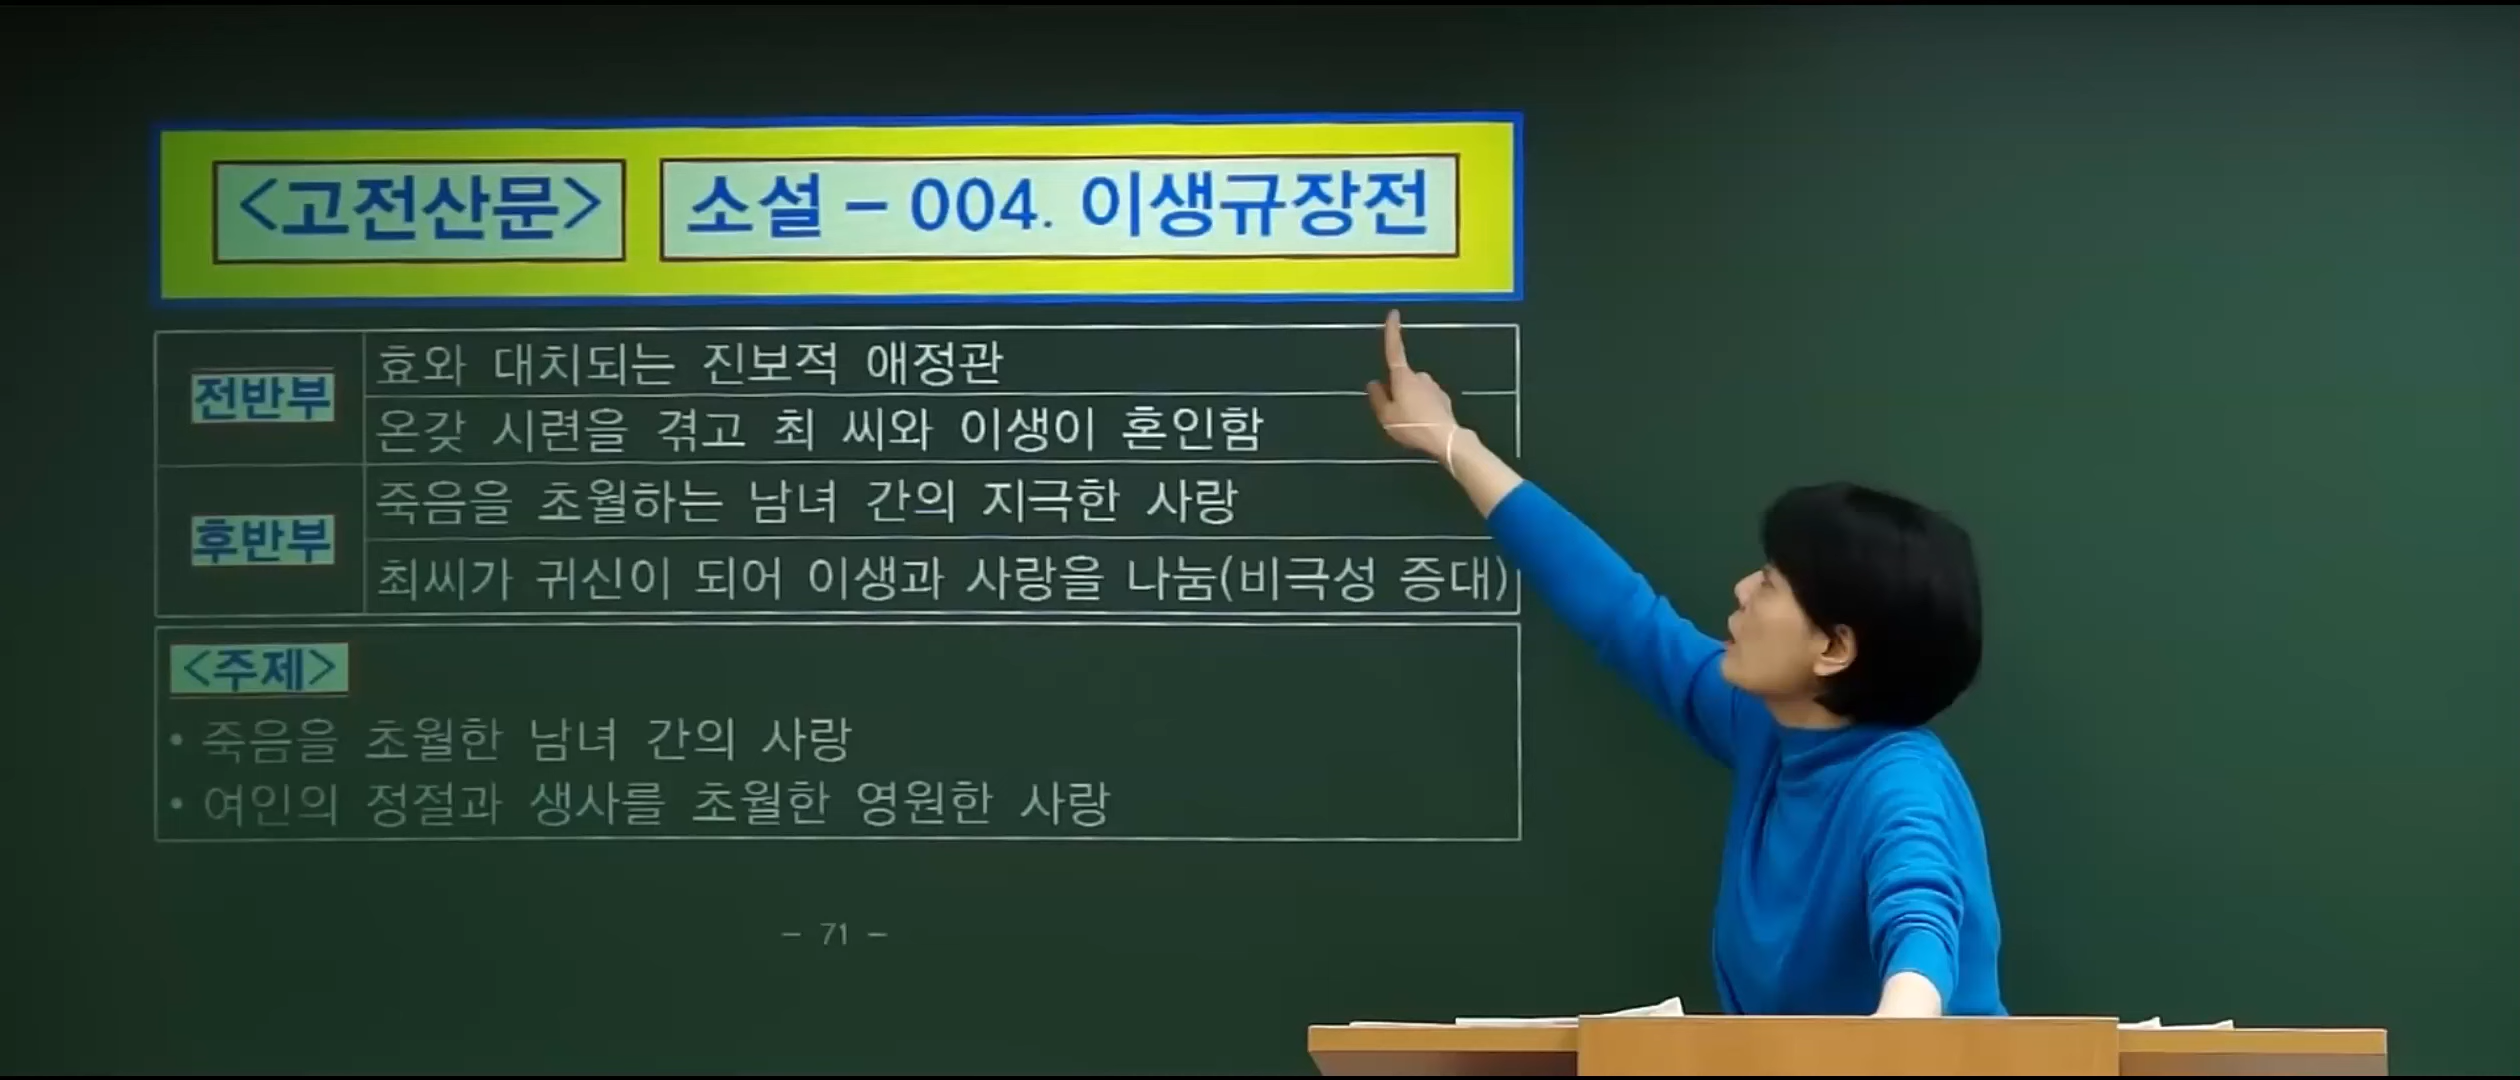 <고전산문> 소설 - 004. 이생규장전
전반부
효와 대치되는 진보적 애정관
온갖 시련을 겪고 최 씨와 이생이 혼인함
후반부
죽음을 초월하는 남녀 간의 지극한 사랑
최씨가 귀신이 되어 이생과 사랑을 나눔(비극성 증대)
<주제>
• 죽음을 초월한 남녀 간의 사랑
• 여인의 정절과 생사를 초월한 영원한 사랑
- 71 -